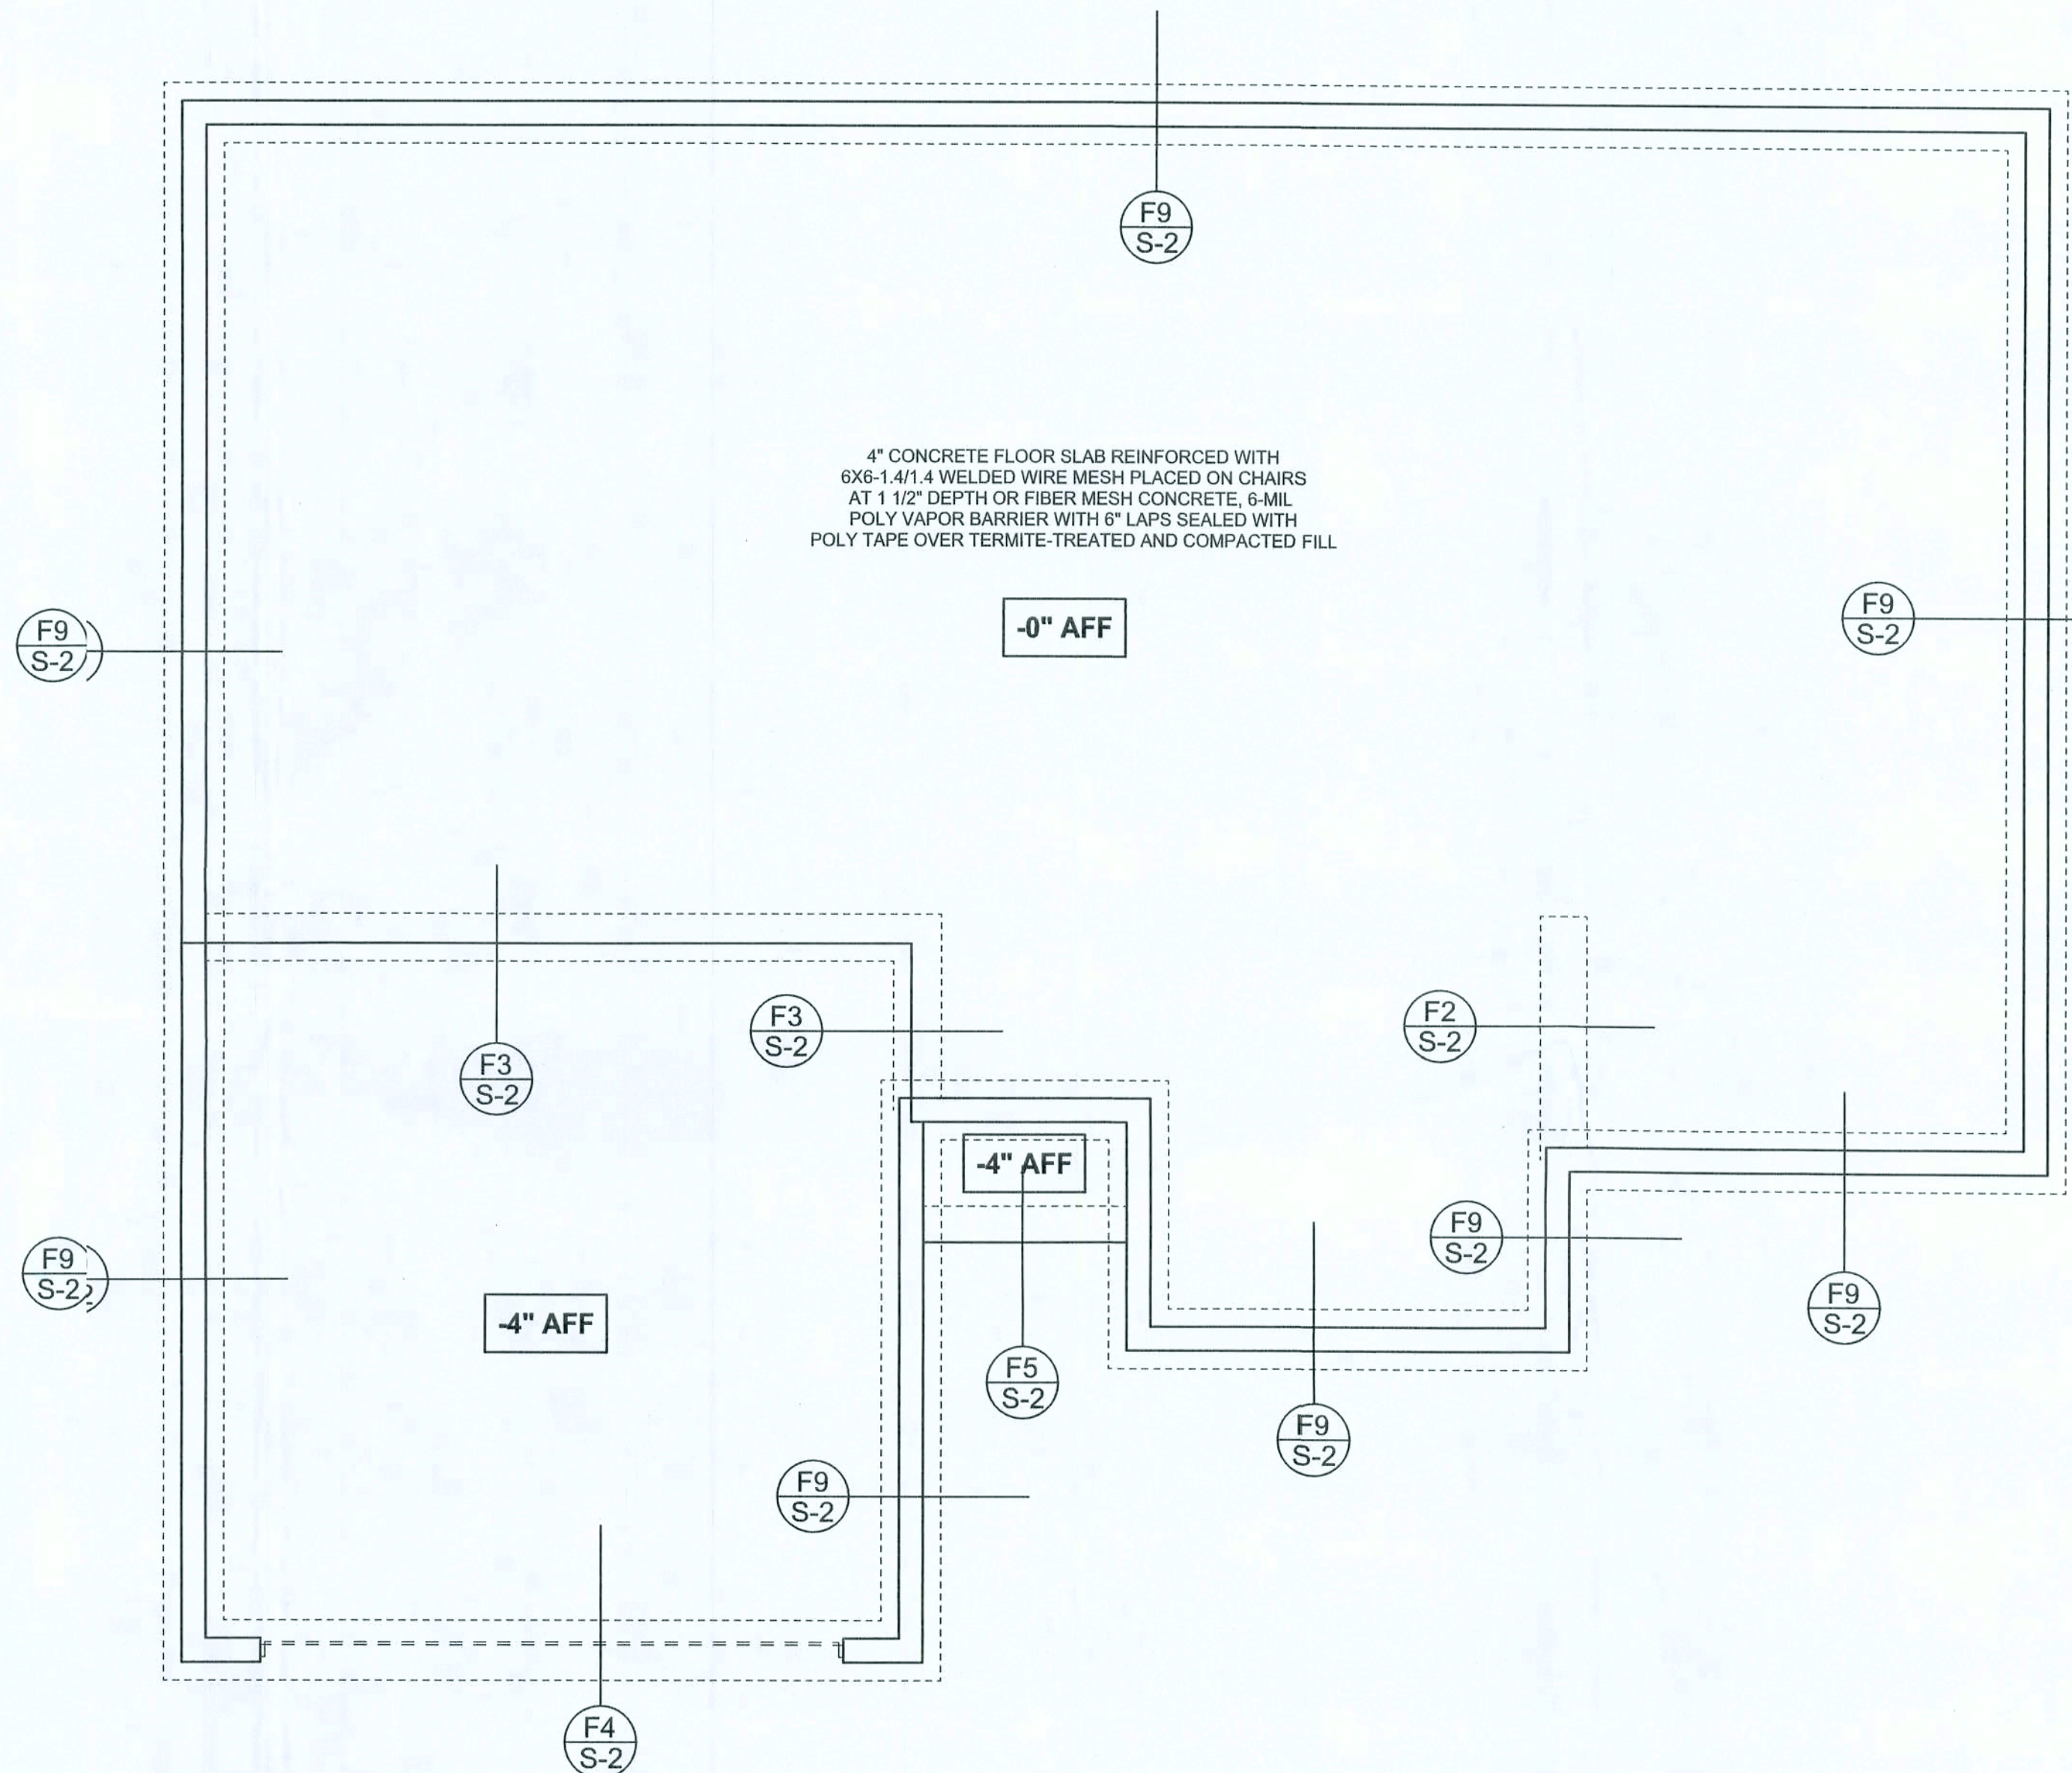 F9
S-2
4" CONCRETE FLOOR SLAB REINFORCED WITH
6X6-1.4/1.4 WELDED WIRE MESH PLACED ON CHAIRS
AT 1 1/2" DEPTH OR FIBER MESH CONCRETE, 6-MIL
POLY VAPOR BARRIER WITH 6" LAPS SEALED WITH
POLY TAPE OVER TERMITE-TREATED AND COMPACTED FILL
-0" AFF
F9
S-2
F9
S-2
F3
S-2
F3
S-2
F2
S-2
-4" AFF
F9
S-2
F9
S-2
F9
S-2
-4" AFF
F5
S-2
F9
S-2
F9
S-2
F4
S-2